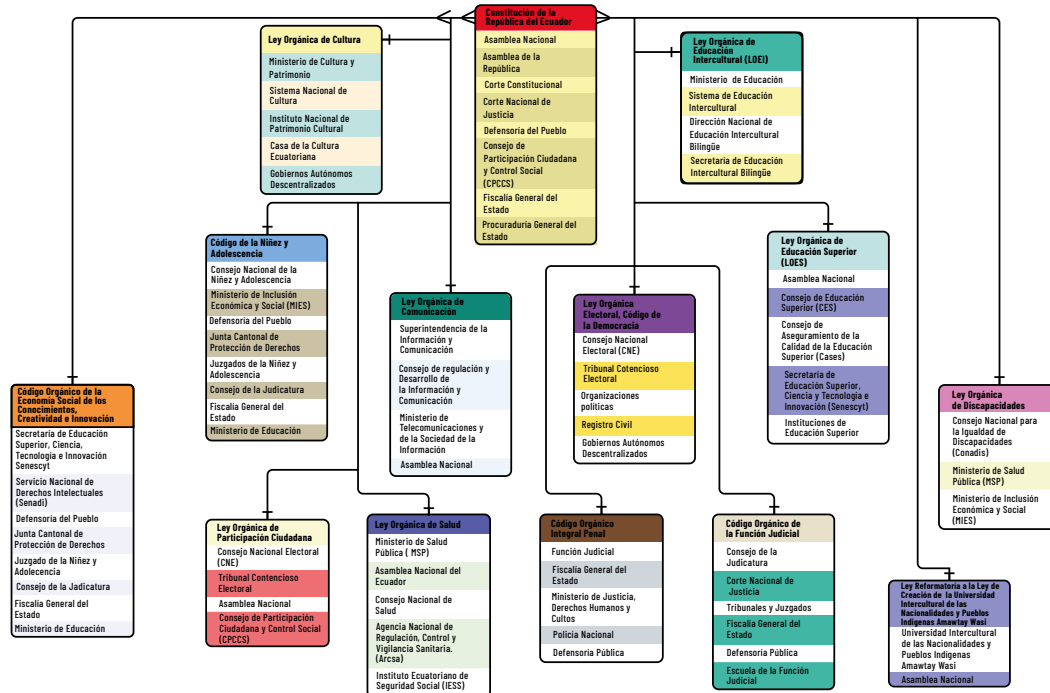 Constitución de la
República del Ecuador
Asamblea Nacional
Asamblea de la
República
Corte Constitucional
Corte Nacional de
Justicia
Defensoría del Pueblo
Consejo de
Participación Ciudadana
y Control Social
(CPCCS)
Fiscalía General del
Estado
Procuraduría General del
Estado
Ley Orgánica de Cultura
Ministerio de Cultura y
Patrimonio
Sistema Nacional de
Cultura
Instituto Nacional de
Patrimonio Cultural
Casa de la Cultura
Ecuatoriana
Gobiernos Autónomos
Descentralizados
Ley Orgánica de
Educación
Intercultural (LOEI)
Ministerio de Educación
Sistema de Educación
Intercultural
Dirección Nacional de
Educación Intercultural
Bilingüe
Secretaría de Educación
Intercultural Bilingüe
Código de la Niñez y
Adolescencia
Consejo Nacional de la
Niñez y Adolescencia
Ministerio de Inclusión
Económica y Social (MIES)
Defensoría del Pueblo
Junta Cantonal de
Protección de Derechos
Juzgados de la Niñez y
Adolescencia
Consejo de la Judicatura
Fiscalía General del
Estado
Ministerio de Educación
Ley Orgánica de
Comunicación
Superintendencia de la
Información y
Comunicación
Consejo de regulación y
Desarrollo de
la Información y
Comunicación
Ministerio de
Telecomunicaciones y
de la Sociedad de la
Información
Asamblea Nacional
Ley Orgánica
Electoral, Código de
la Democracia
Consejo Nacional
Electoral (CNE)
Tribunal Cotencioso
Electoral
Organizaciones
políticas
Registro Civil
Gobiernos Autónomos
Descentralizados
Ley Orgánica de
Educación Superior
(LOES)
Asamblea Nacional
Consejo de Educación
Superior (CES)
Consejo de
Aseguramiento de la
Calidad de la Educación
Superior (Cases)
Secretaría de
Educación Superior,
Ciencia, y Tecnología e
Innovación (Senescyt)
Instituciones de
Educación Superior
Código Orgánico de la
Economía Social de los
Conocimientos,
Creatividad e Innovación
Secretaría de Educación
Superior, Ciencia,
Tecnología e Innovación
Senescyt
Servicio Nacional de
Derechos Intelectuales
(Senadi)
Defensoría del Pueblo
Junta Cantonal de
Protección de Derechos
Juzgado de la Niñez y
Adolecencia
Consejo de la Jadicatura
Fiscalía General del
Estado
Ministerio de Educación
Ley Orgánica
de Discapacidades
Consejo Nacional para
la Igualdad de
Discapacidades
(Conadis)
Ministerio de Salud
Pública (MSP)
Ministerio de Inclusión
Económica y Social
(MIES)
Ley Orgánica de
Participación Ciudadana
Consejo Nacional Electoral
(CNE)
Tribunal Contencioso
Electoral
Asamblea Nacional
Consejo de Participación
Ciudadana y Control Social
(CPCCS)
Ley Orgánica de Salud
Ministerio de Salud
Pública ( MSP)
Asamblea Nacional del
Ecuador
Consejo Nacional de
Salud
Agencia Nacional de
Regulación, Control y
Vigilancia Sanitaria.
(Arcsa)
Instituto Ecuatoriano de
Seguridad Social (IESS)
Código Orgánico
Integral Penal
Función Judicial
Fiscalía General del
Estado
Ministerio de Justicia,
Derechos Humanos y
Cultos
Policía Nacional
Defensoría Pública
Código Orgánico de
la Función Judicial
Consejo de la
Judicatura
Corte Nacional de
Justicia
Tribunales y Juzgados
Fiscalía General del
Estado
Defensoría Pública
Escuela de la Función
Judicial
Ley Reformatoria a la Ley de
Creación de la Universidad
Intercultural de las
Nacionalidades y Pueblos
Indígenas Amawtay Wasi
Universidad Intercultural
de las Nacionalidades y
Pueblos Indígenas
Amawtay Wasi
Asamblea Nacional